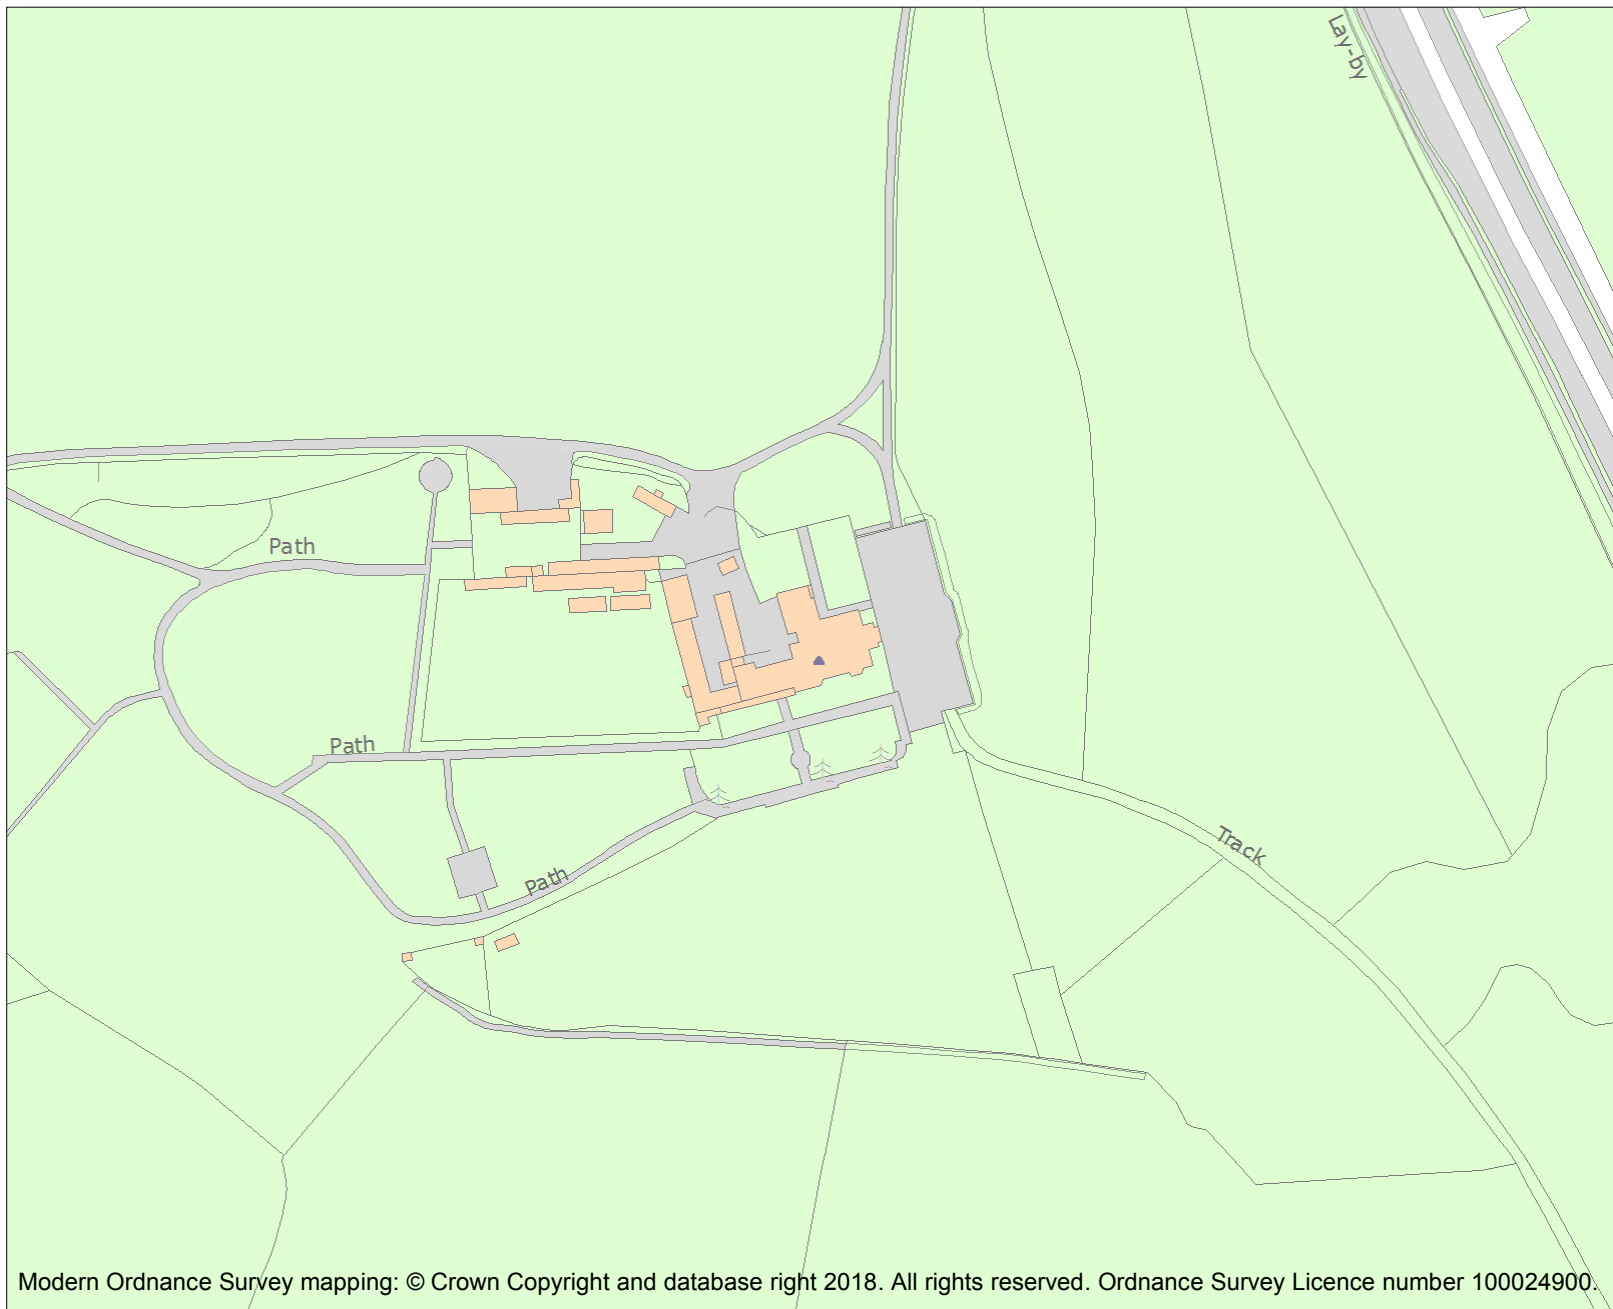 Lay-by
Path
Path
Track
Path
Modern Ordnance Survey mapping: © Crown Copyright and database right 2018. All rights reserved. Ordnance Survey Licence number 100024900.